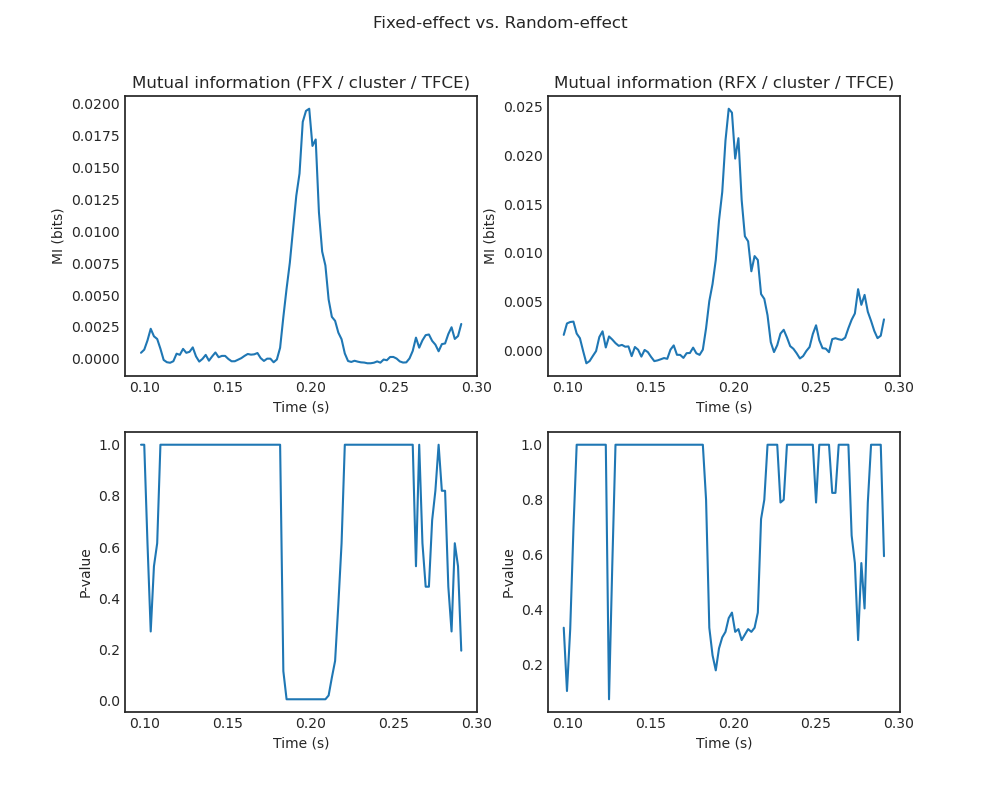 Fixed-effect vs. Random-effect
Mutual information (FFX / cluster / TFCE)
MI (bits)
0.0200
0.0175
0.0150
0.0125
0.0100
0.0075
0.0050
0.0025
0.0000
0.10 0.15 0.20 0.25 0.30
Time (s)
Mutual information (RFX / cluster / TFCE)
MI (bits)
0.025
0.020
0.015
0.010
0.005
0.000
0.10 0.15 0.20 0.25 0.30
Time (s)
P-value
1.0
0.8
0.6
0.4
0.2
0.0
0.10 0.15 0.20 0.25 0.30
Time (s)
P-value
1.0
0.8
0.6
0.4
0.2
0.10 0.15 0.20 0.25 0.30
Time (s)